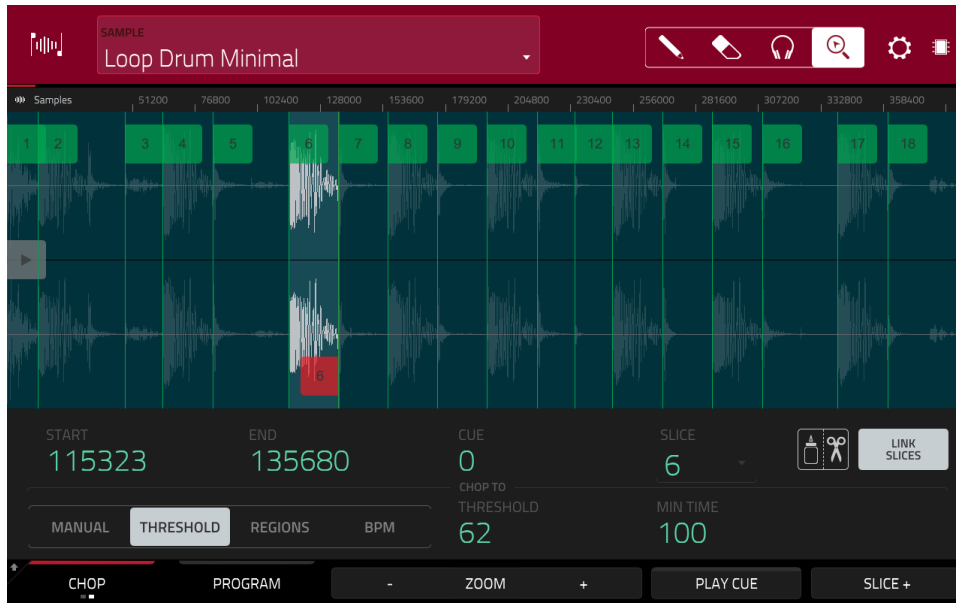 SAMPLE
Loop Drum Minimal
Samples 51200 76800 102400 128000 153600 179200 204800 230400 256000 281600 307200 332800 358400
1 2 3 4 5 6 7 8 9 10 11 12 13 14 15 16 17 18
6
START END CUE SLICE
115323 135680 0 6
LINK
SLICES
CHOP TO
THRESHOLD MIN TIME
MANUAL THRESHOLD REGIONS BPM 62 100
CHOP PROGRAM - ZOOM + PLAY CUE SLICE +